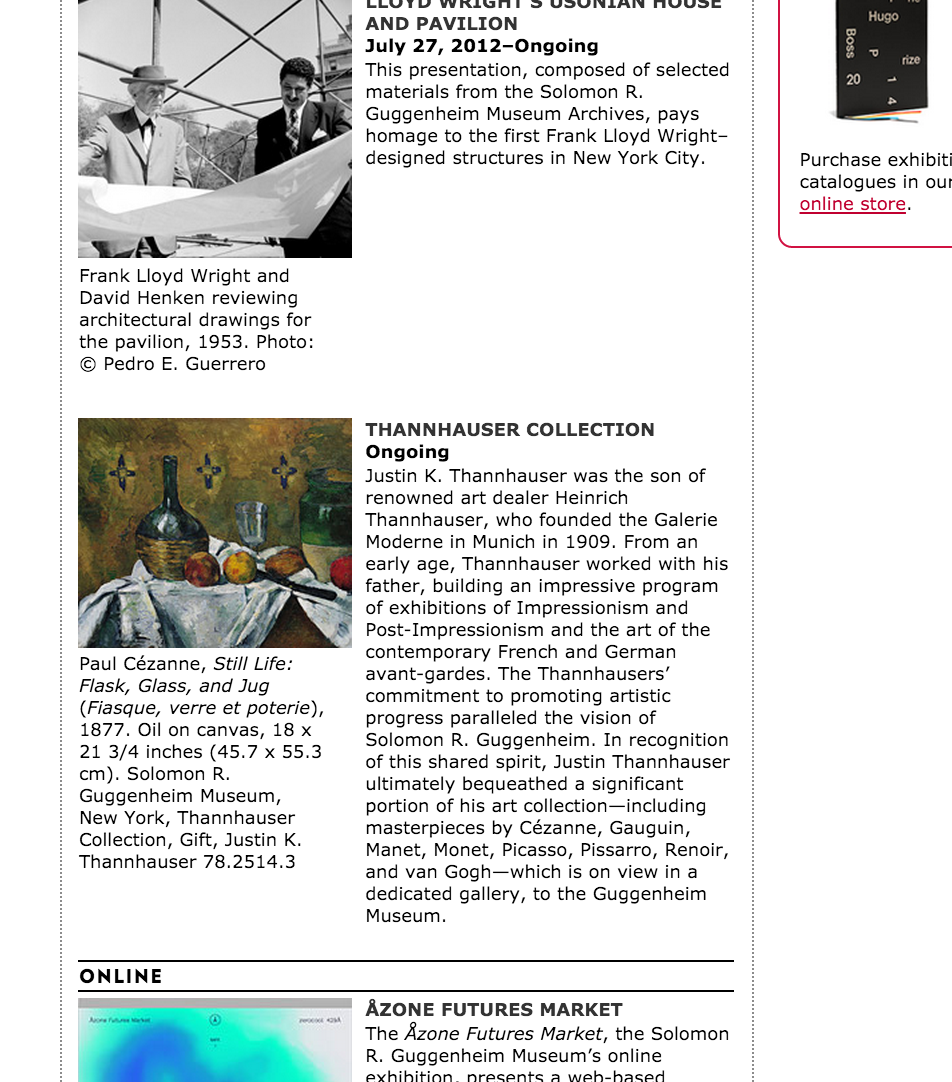 LLOYD WRIGHT'S USONIAN HOUSE
AND PAVILION
July 27, 2012–Ongoing
This presentation, composed of selected
materials from the Solomon R.
Guggenheim Museum Archives, pays
homage to the first Frank Lloyd Wright–
designed structures in New York City.
Frank Lloyd Wright and
David Henken reviewing
architectural drawings for
the pavilion, 1953. Photo:
© Pedro E. Guerrero
THANNHAUSER COLLECTION
Ongoing
Justin K. Thannhauser was the son of
renowned art dealer Heinrich
Thannhauser, who founded the Galerie
Moderne in Munich in 1909. From an
early age, Thannhauser worked with his
father, building an impressive program
of exhibitions of Impressionism and
Post-Impressionism and the art of the
contemporary French and German
avant-gardes. The Thannhausers’
commitment to promoting artistic
progress paralleled the vision of
Solomon R. Guggenheim. In recognition
of this shared spirit, Justin Thannhauser
ultimately bequeathed a significant
portion of his art collection—including
masterpieces by Cézanne, Gauguin,
Manet, Monet, Picasso, Pissarro, Renoir,
and van Gogh—which is on view in a
dedicated gallery, to the Guggenheim
Museum.
Paul Cézanne, Still Life:
Flask, Glass, and Jug
(Fiasque, verre et poterie),
1877. Oil on canvas, 18 x
21 3/4 inches (45.7 x 55.3
cm). Solomon R.
Guggenheim Museum,
New York, Thannhauser
Collection, Gift, Justin K.
Thannhauser 78.2514.3
ONLINE
Åzone Futures Market
zerocool 429Å
ÅZONE FUTURES MARKET
The Åzone Futures Market, the Solomon
R. Guggenheim Museum’s online
exhibition, presents a web-based
Hugo
Boss
P
rize
20
1
4
Purchase exhibiti
catalogues in our
online store.